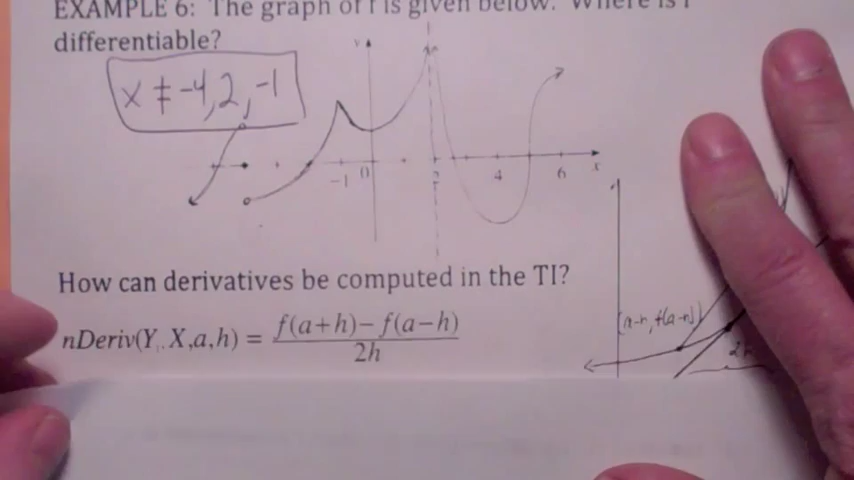 EXAMPLE 6: The graph of f is given below. Where is f
differentiable?
x ≠ -4, 2, -1
y
-1 0 2 4 6 x
How can derivatives be computed in the TI?
nDeriv(Y, X,a,h) = f(a+h)− f(a−h) / 2h
(a-h, f(a-h))